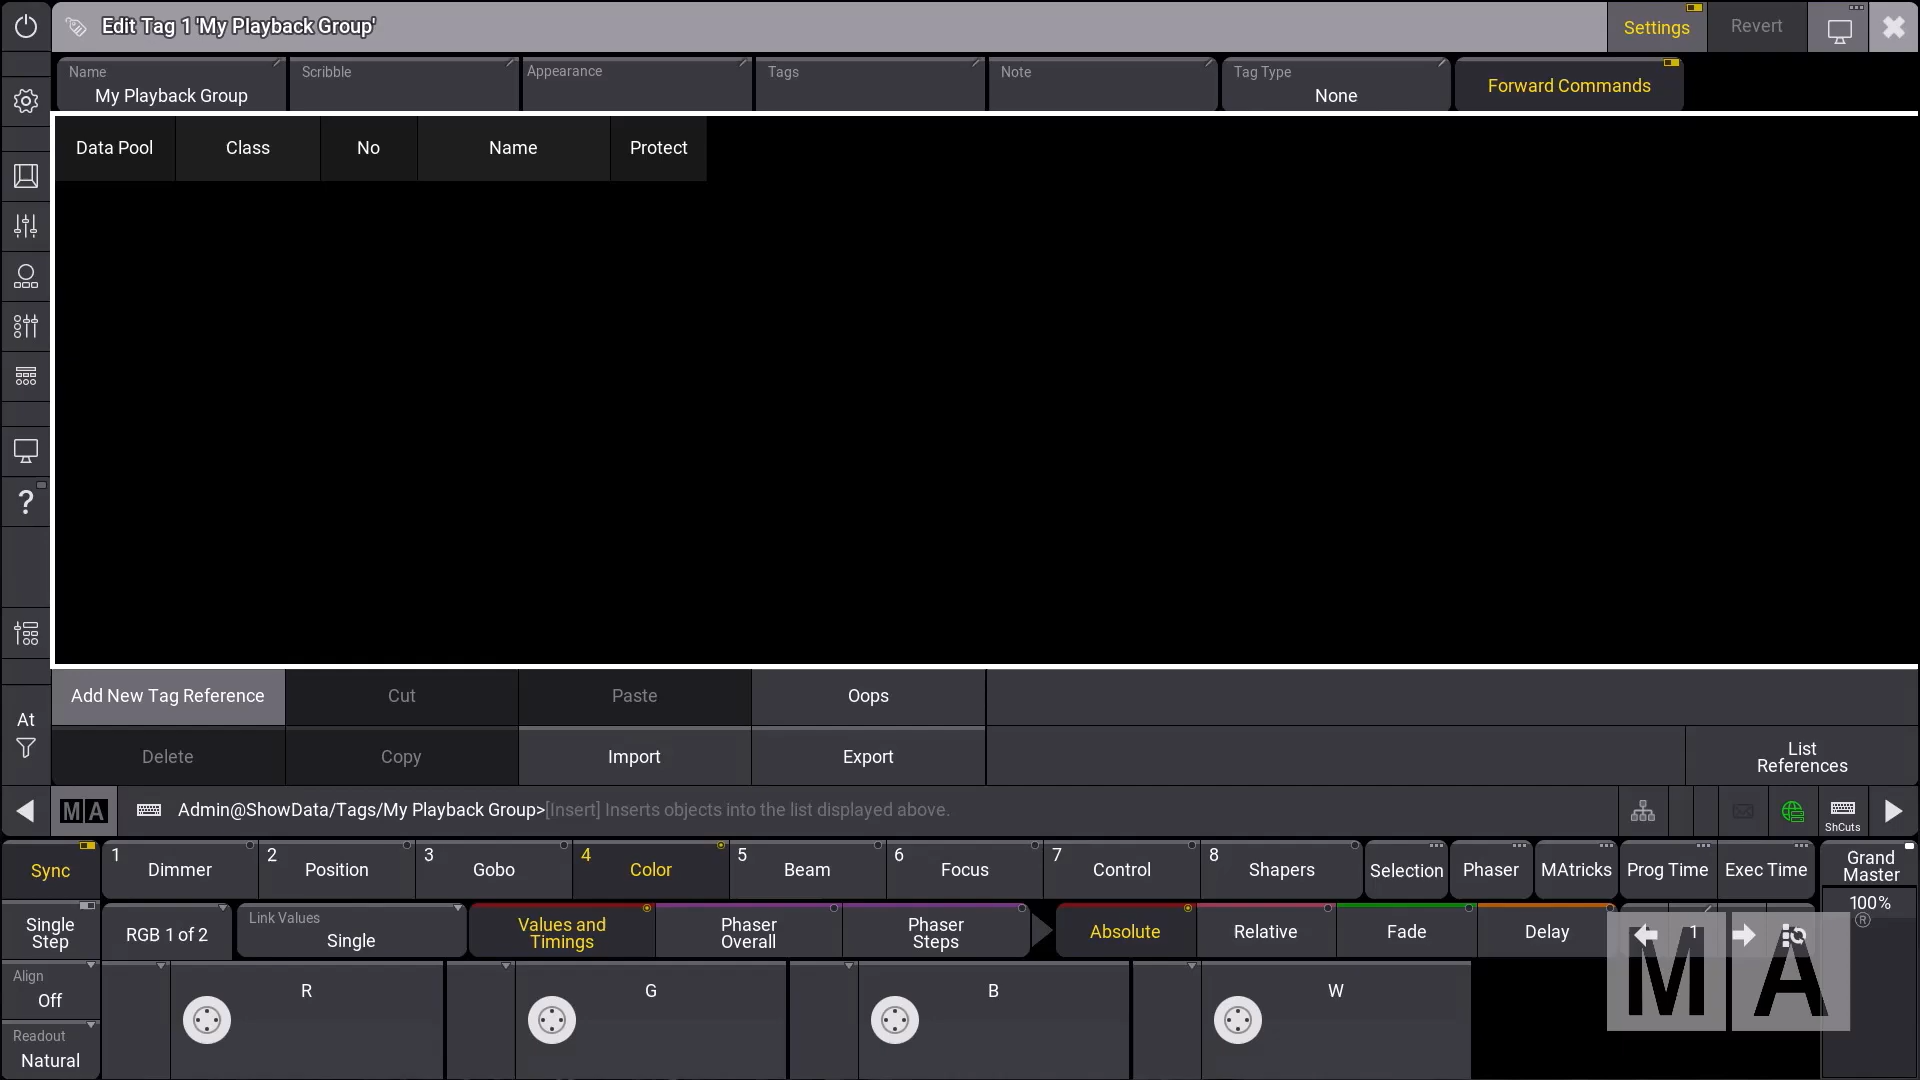 Edit Tag 1 'My Playback Group'
Settings
Revert
Name
My Playback Group
Scribble
Appearance
Tags
Note
Tag Type
None
Forward Commands
Data Pool
Class
No
Name
Protect
Add New Tag Reference
Cut
Paste
Oops
Delete
Copy
Import
Export
List
References
At
MA
Admin@ShowData/Tags/My Playback Group>[Insert] Inserts objects into the list displayed above.
ShCuts
Sync
1 Dimmer
2 Position
3 Gobo
4 Color
5 Beam
6 Focus
7 Control
8 Shapers
Selection
Phaser
MAtricks
Prog Time
Exec Time
Grand
Master
100%
R
Single
Step
RGB 1 of 2
Link Values
Single
Values and
Timings
Phaser
Overall
Phaser
Steps
Absolute
Relative
Fade
Delay
1
MA
Align
Off
R
G
B
W
Readout
Natural
?